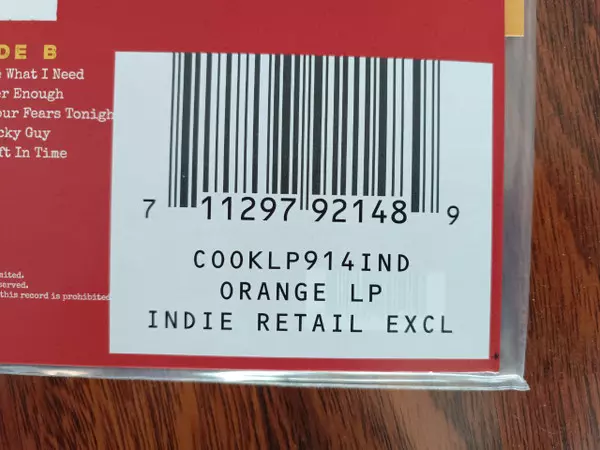 DE B
What I Need
Enough
Fears Tonigh
Guy
In Time
7 11297 92148 9
COOKLP914IND
ORANGE LP
INDIE RETAIL EXCL
this record is prohibited